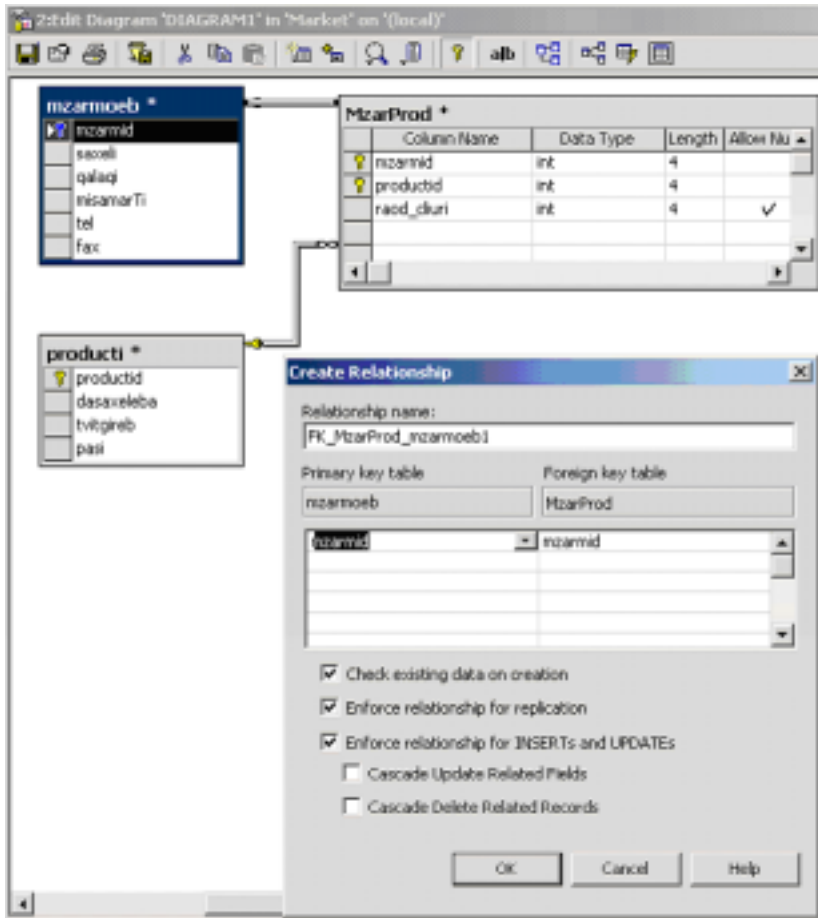 2:Edit Diagram 'DIAGRAM1' in 'Market' on '(local)'
a|b
mzarmoeb *
mzarmid
saxeli
qalaqi
misamarTi
tel
fax
MzarProd *
Column Name Data Type Length Allow Nu
mzarmid int 4
productid int 4
raod_cliuri int 4
producti *
productid
dasaxeleba
tvitgireb
pasi
Create Relationship
Relationship name:
FK_MzarProd_mzarmoeb1
Primary key table Foreign key table
mzarmoeb MzarProd
mzarmid mzarmid
Check existing data on creation
Enforce relationship for replication
Enforce relationship for INSERTs and UPDATEs
Cascade Update Related Fields
Cascade Delete Related Records
OK Cancel Help